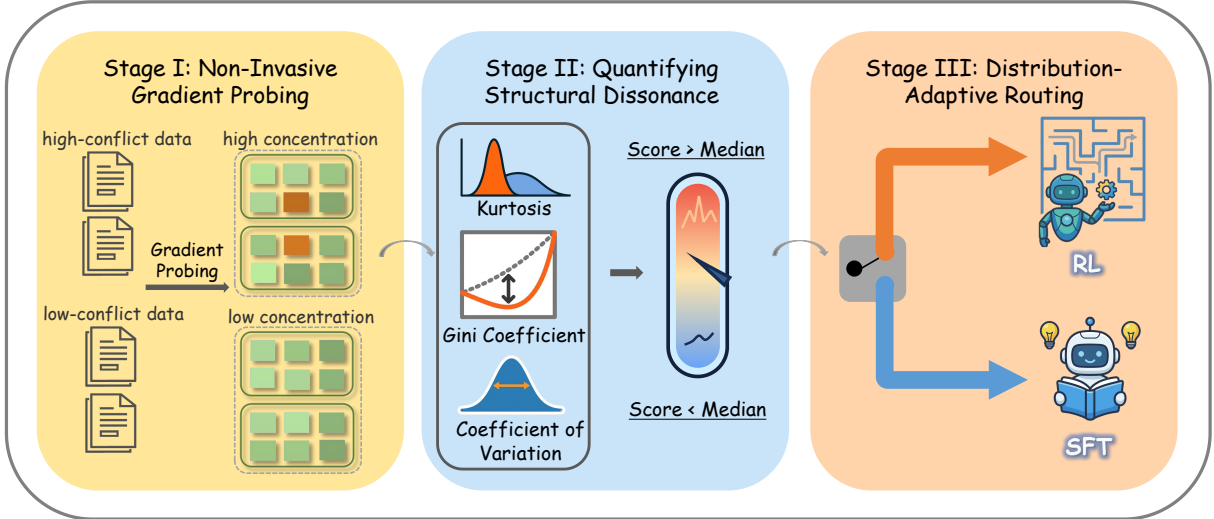 Stage I: Non-Invasive
Gradient Probing
high-conflict data
high concentration
Gradient
Probing
low-conflict data
low concentration
Stage II: Quantifying
Structural Dissonance
Kurtosis
Gini Coefficient
Coefficient of
Variation
Score > Median
Score < Median
Stage III: Distribution-
Adaptive Routing
RL
SFT